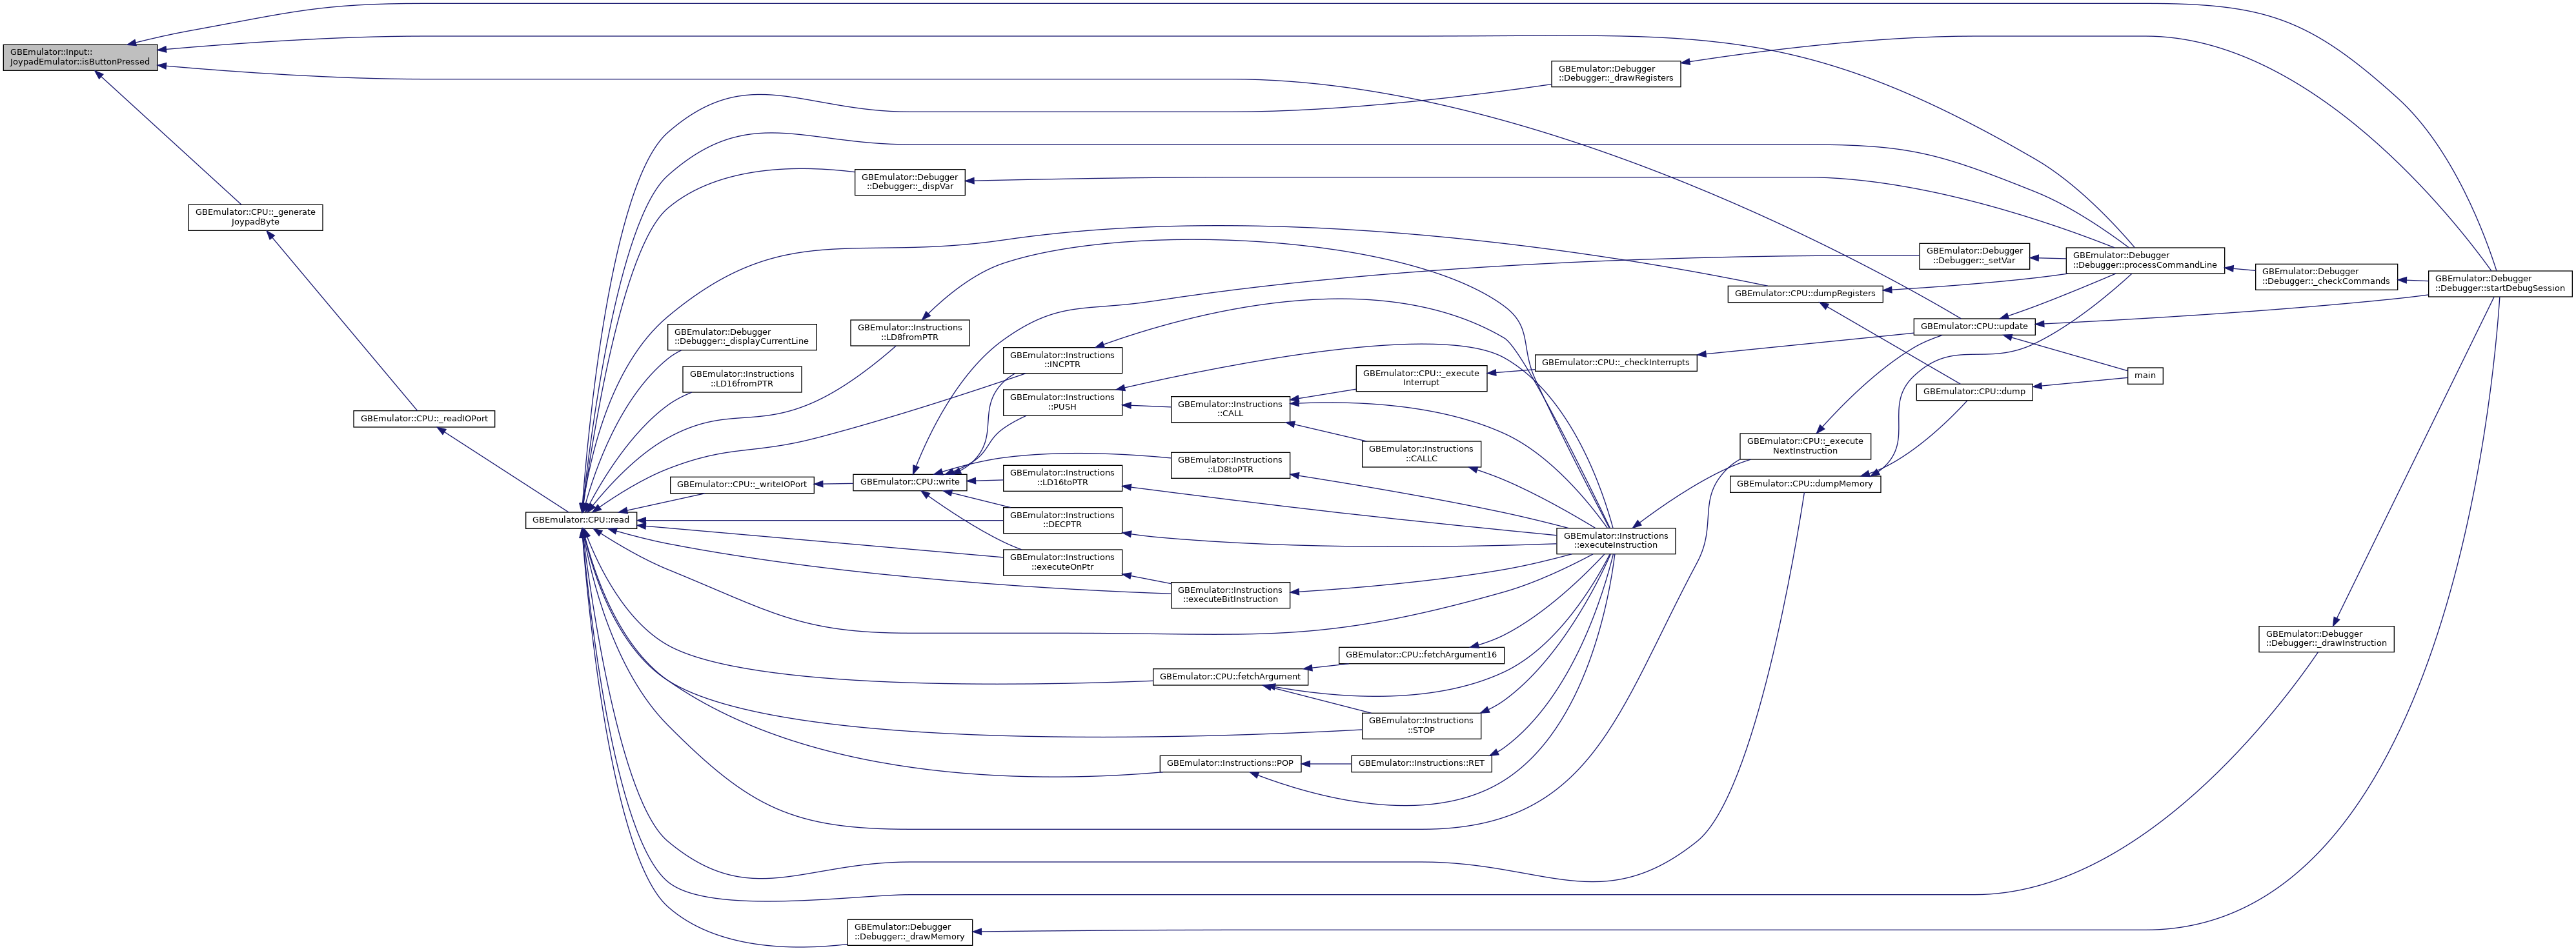 GBEmulator::Input::
JoypadEmulator::isButtonPressed
GBEmulator::CPU::_generate
JoypadByte
GBEmulator::CPU::_readIOPort
GBEmulator::CPU::read
GBEmulator::Debugger
::Debugger::_displayCurrentLine
GBEmulator::Instructions
::LD16fromPTR
GBEmulator::CPU::_writeIOPort
GBEmulator::Debugger
::Debugger::_dispVar
GBEmulator::Instructions
::LD8fromPTR
GBEmulator::CPU::write
GBEmulator::Debugger
::Debugger::_drawMemory
GBEmulator::Instructions
::INCPTR
GBEmulator::Instructions
::PUSH
GBEmulator::Instructions
::LD16toPTR
GBEmulator::Instructions
::DECPTR
GBEmulator::Instructions
::executeOnPtr
GBEmulator::Instructions
::CALL
GBEmulator::Instructions
::LD8toPTR
GBEmulator::Instructions
::executeBitInstruction
GBEmulator::CPU::fetchArgument
GBEmulator::Instructions::POP
GBEmulator::CPU::_execute
Interrupt
GBEmulator::Instructions
::CALLC
GBEmulator::CPU::fetchArgument16
GBEmulator::Instructions
::STOP
GBEmulator::Instructions::RET
GBEmulator::Debugger
::Debugger::_drawRegisters
GBEmulator::CPU::_checkInterrupts
GBEmulator::Instructions
::executeInstruction
GBEmulator::CPU::dumpRegisters
GBEmulator::CPU::_execute
NextInstruction
GBEmulator::CPU::dumpMemory
GBEmulator::Debugger
::Debugger::_setVar
GBEmulator::CPU::update
GBEmulator::CPU::dump
GBEmulator::Debugger
::Debugger::processCommandLine
main
GBEmulator::Debugger
::Debugger::_checkCommands
GBEmulator::Debugger
::Debugger::_drawInstruction
GBEmulator::Debugger
::Debugger::startDebugSession